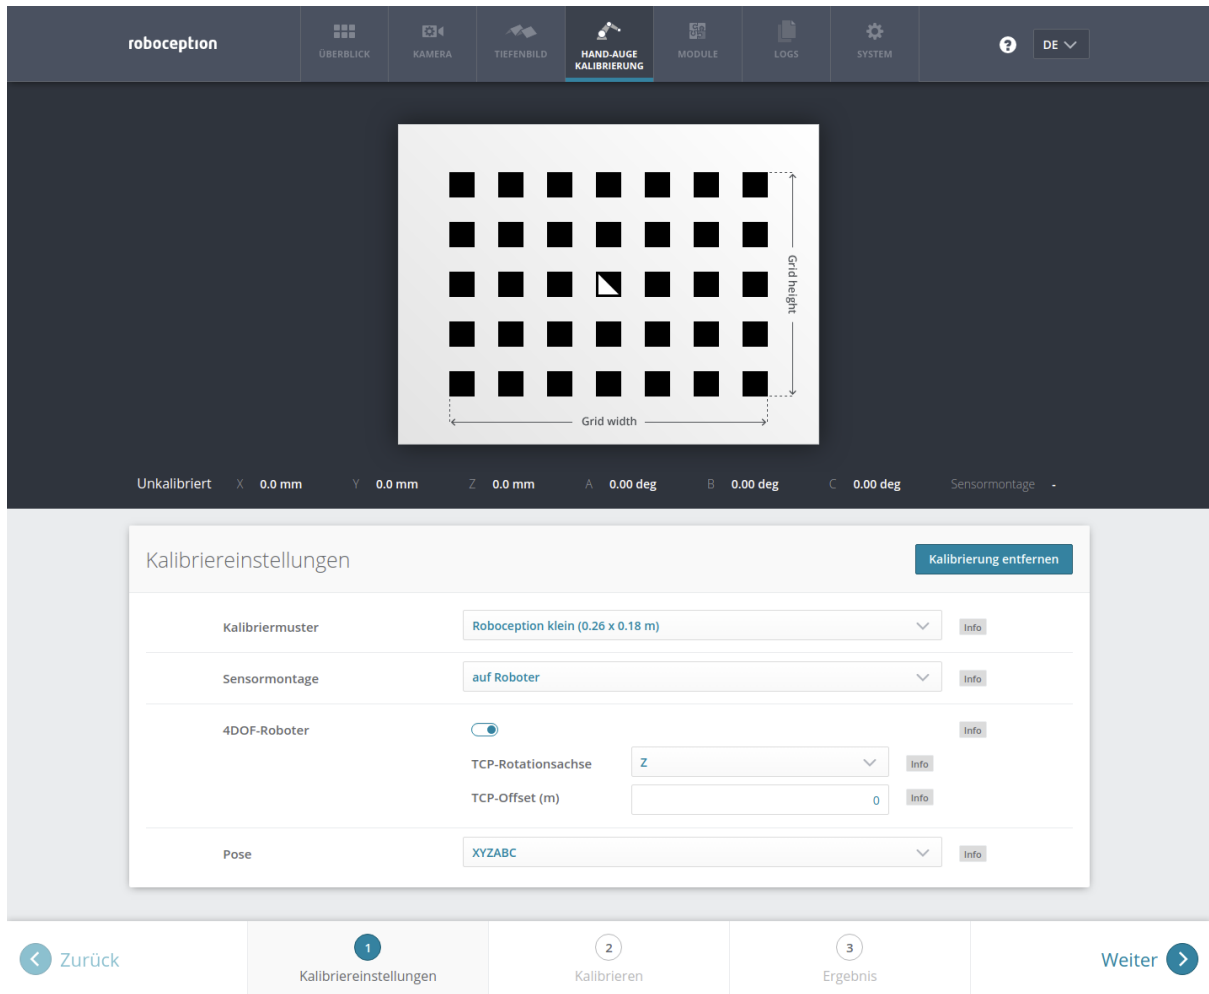 roboception
ÜBERBLICK
KAMERA
TIEFENBILD
HAND-AUGE
KALIBRIERUNG
MODULE
LOGS
SYSTEM
?
DE
Grid height
Grid width
Unkalibriert X 0.0 mm Y 0.0 mm Z 0.0 mm A 0.00 deg B 0.00 deg C 0.00 deg Sensormontage -
Kalibriereinstellungen
Kalibrierung entfernen
Kalibriermuster Roboception klein (0.26 x 0.18 m) Info
Sensormontage auf Roboter Info
4DOF-Roboter Info
TCP-Rotationsachse Z Info
TCP-Offset (m) 0 Info
Pose XYZABC Info
Zurück
1
Kalibriereinstellungen
2
Kalibrieren
3
Ergebnis
Weiter